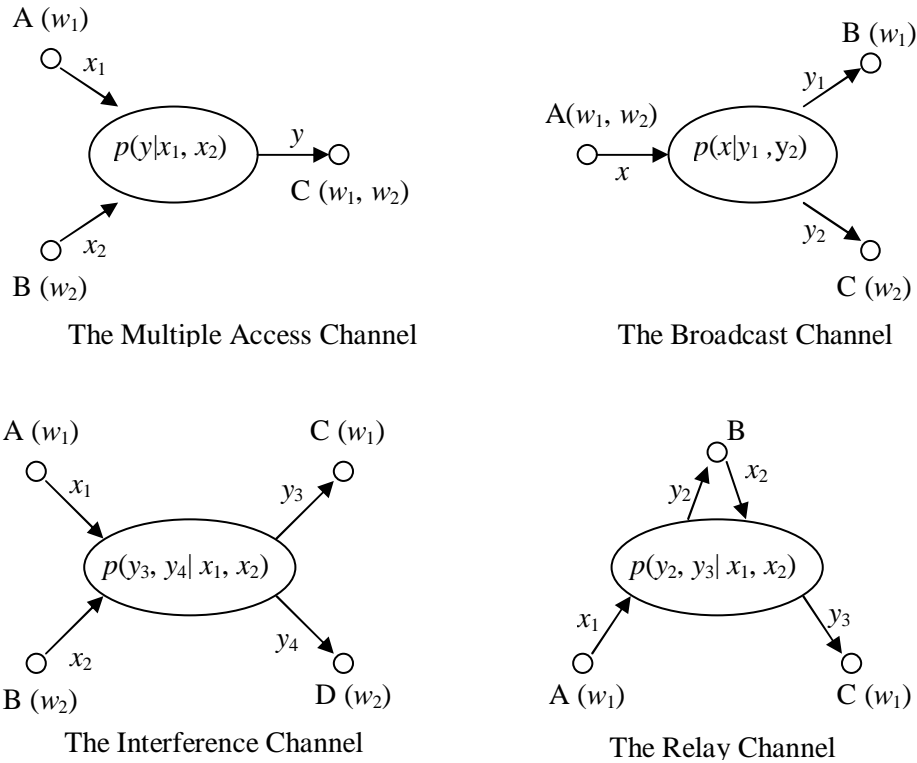 A (w₁)
x₁
p(y|x₁, x₂)
y
C (w₁, w₂)
x₂
B (w₂)
The Multiple Access Channel
B (w₁)
y₁
A(w₁, w₂)
p(x|y₁ ,y₂)
x
y₂
C (w₂)
The Broadcast Channel
A (w₁)
C (w₁)
x₁
y₃
p(y₃, y₄| x₁, x₂)
x₂
y₄
B (w₂)
D (w₂)
The Interference Channel
B
y₂
x₂
p(y₂, y₃| x₁, x₂)
x₁
y₃
A (w₁)
C (w₁)
The Relay Channel